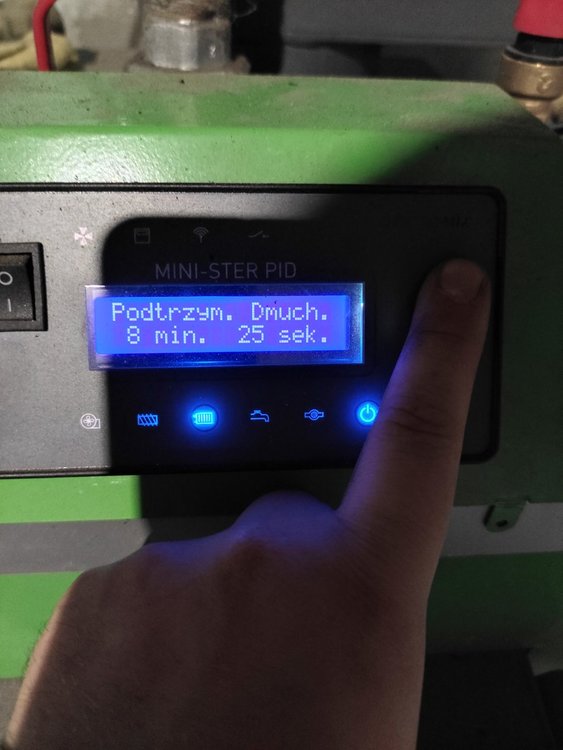 MINI-STER PID
Podtrzym. Dmuch.
8 min. 25 sek.